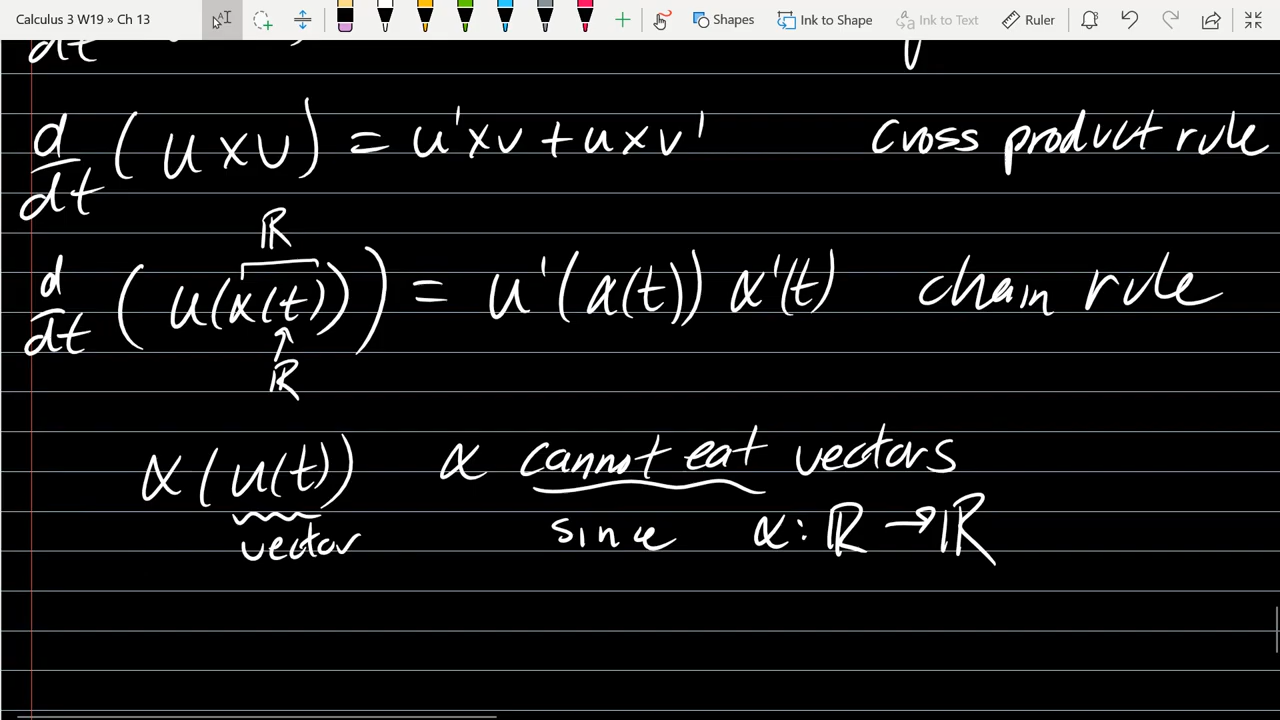 Calculus 3 W19 » Ch 13 Shapes Ink to Shape Ink to Text Ruler
dt
d/dt ( u × v ) = u' × v + u × v' cross product rule
ℝ
d/dt ( u(α(t)) ) = u'(α(t)) α'(t) chain rule
ℝ
α(u(t)) α cannot eat vectors
vector since α: ℝ → ℝ